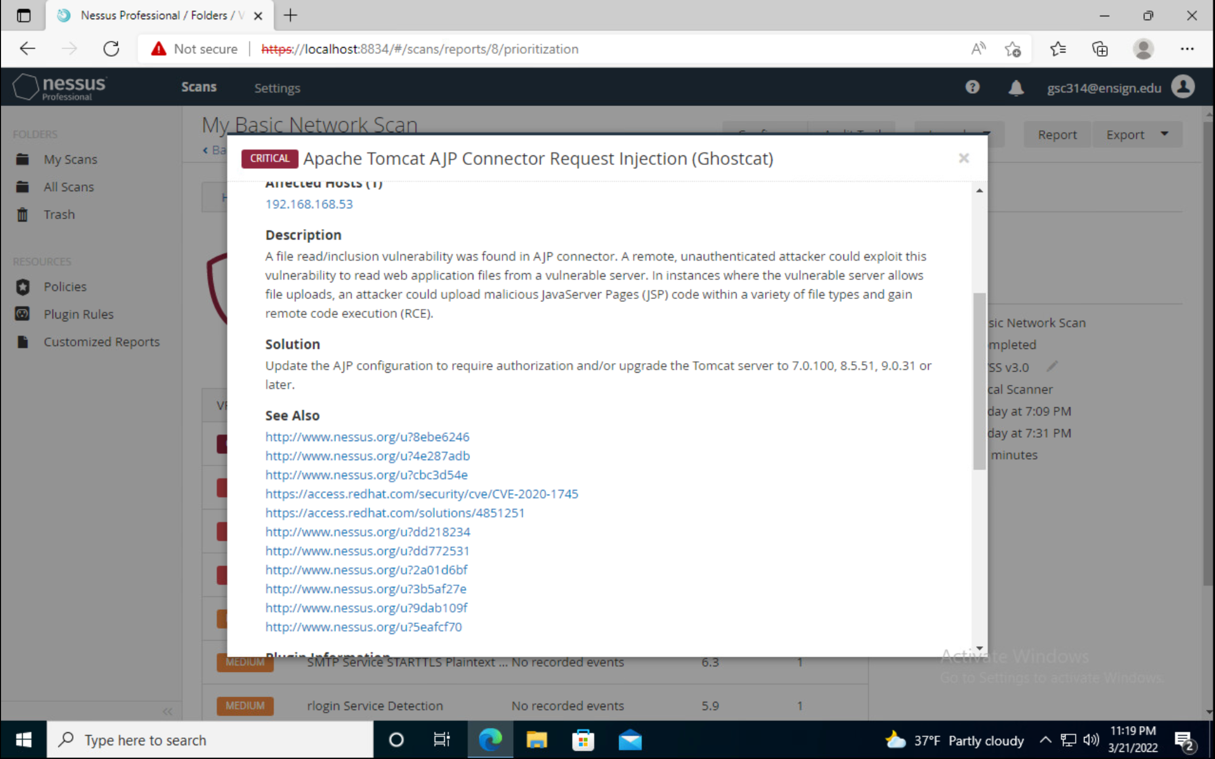 Nessus Professional / Folders / V
Not secure
https://localhost:8834/#/scans/reports/8/prioritization
nessus
Professional
Scans
Settings
gsc314@ensign.edu
FOLDERS
My Scans
All Scans
Trash
RESOURCES
Policies
Plugin Rules
Customized Reports
My Basic Network Scan
Report
Export
CRITICAL
Apache Tomcat AJP Connector Request Injection (Ghostcat)
Affected Hosts (1)
192.168.168.53
Description
A file read/inclusion vulnerability was found in AJP connector. A remote, unauthenticated attacker could exploit this
vulnerability to read web application files from a vulnerable server. In instances where the vulnerable server allows
file uploads, an attacker could upload malicious JavaServer Pages (JSP) code within a variety of file types and gain
remote code execution (RCE).
Solution
Update the AJP configuration to require authorization and/or upgrade the Tomcat server to 7.0.100, 8.5.51, 9.0.31 or
later.
See Also
http://www.nessus.org/u?8ebe6246
http://www.nessus.org/u?4e287adb
http://www.nessus.org/u?cbc3d54e
https://access.redhat.com/security/cve/CVE-2020-1745
https://access.redhat.com/solutions/4851251
http://www.nessus.org/u?dd218234
http://www.nessus.org/u?dd772531
http://www.nessus.org/u?2a01d6bf
http://www.nessus.org/u?3b5af27e
http://www.nessus.org/u?9dab109f
http://www.nessus.org/u?5eafcf70
Plugin Information
sic Network Scan
mpleted
SS v3.0
cal Scanner
day at 7:09 PM
day at 7:31 PM
minutes
MEDIUM SMTP Service STARTTLS Plaintext ... No recorded events 6.3 1
MEDIUM rlogin Service Detection No recorded events 5.9 1
Activate Windows
Go to Settings to activate Windows.
Type here to search
37°F Partly cloudy
11:19 PM
3/21/2022
2